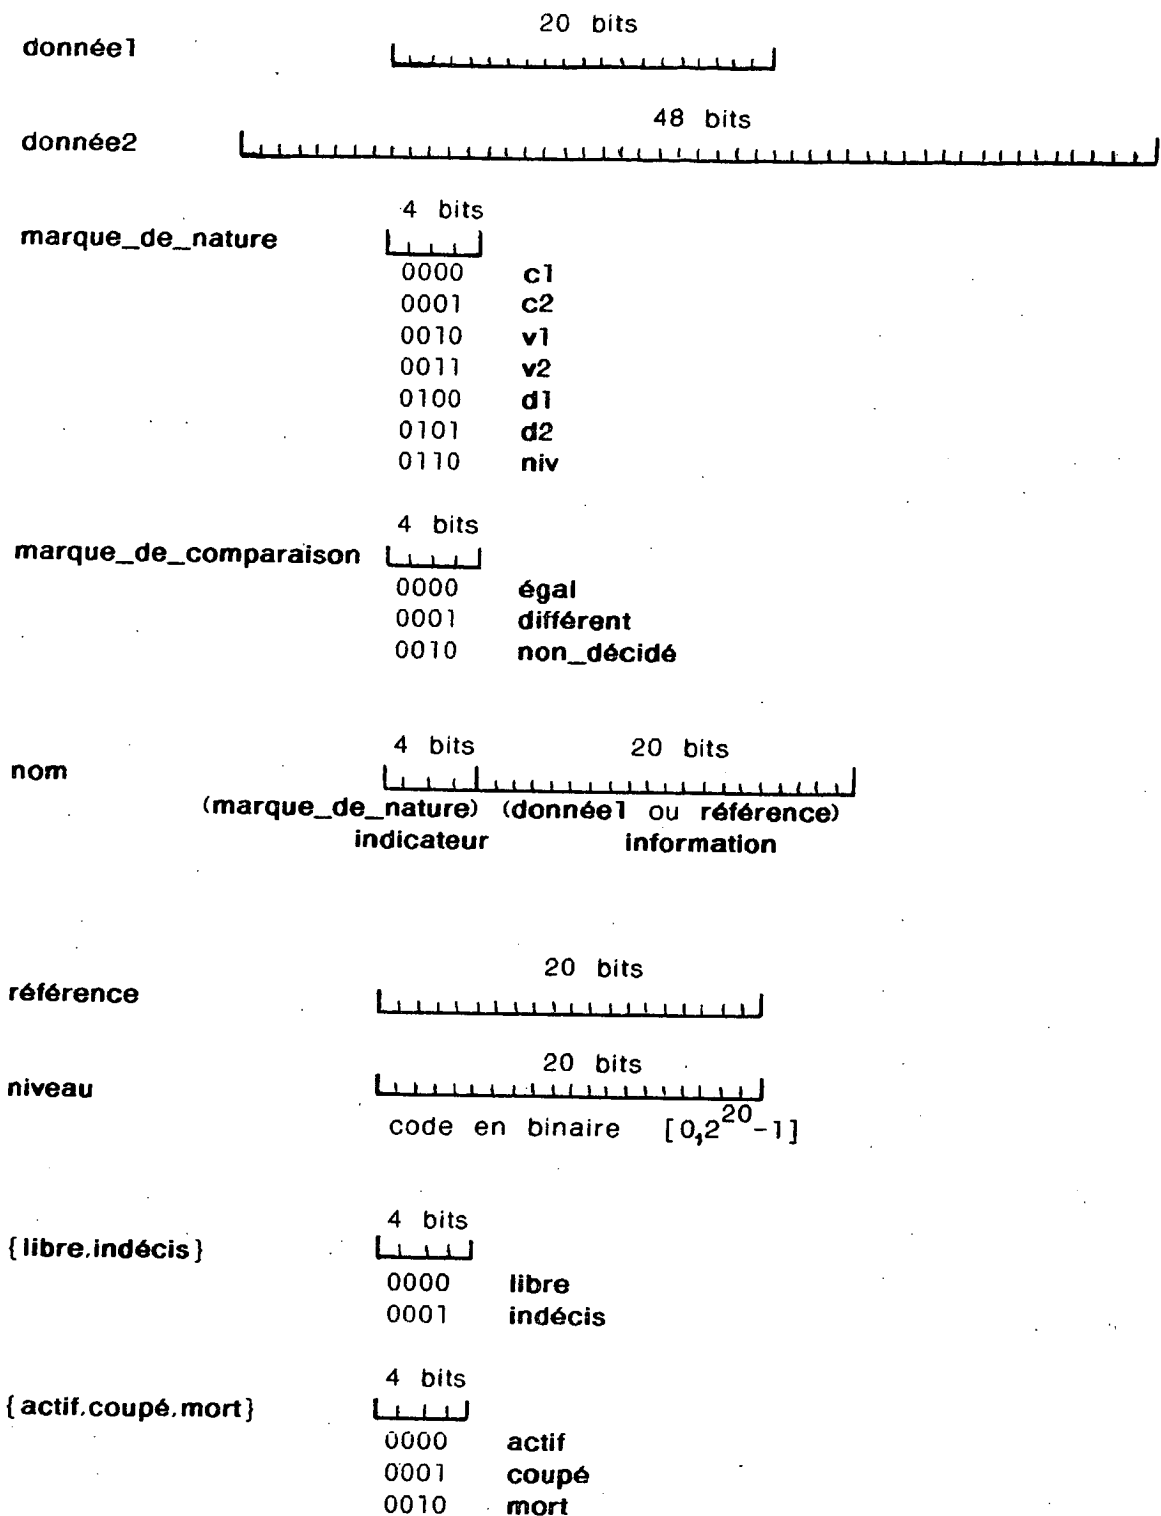 20 bits
donnée1
48 bits
donnée2
4 bits
marque_de_nature
0000 c1
0001 c2
0010 v1
0011 v2
0100 d1
0101 d2
0110 niv
4 bits
marque_de_comparaison
0000 égal
0001 différent
0010 non_décidé
4 bits 20 bits
nom
(marque_de_nature) (donnée1 ou référence)
indicateur information
20 bits
référence
20 bits
niveau
code en binaire [0,2^20-1]
4 bits
{libre,indécis}
0000 libre
0001 indécis
4 bits
{actif,coupé,mort}
0000 actif
0001 coupé
0010 mort